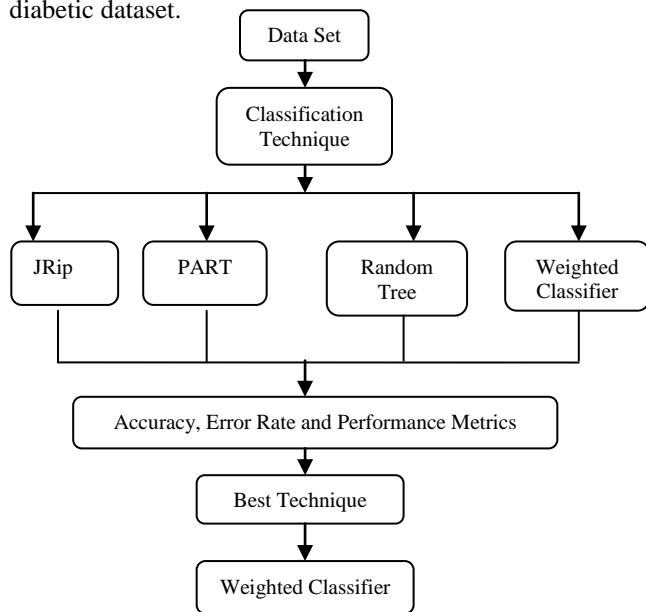 diabetic dataset.
Data Set
Classification
Technique
JRip
PART
Random
Tree
Weighted
Classifier
Accuracy, Error Rate and Performance Metrics
Best Technique
Weighted Classifier